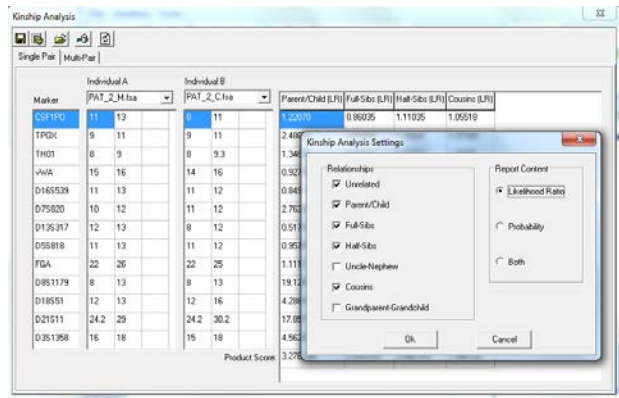 Kinship Analysis
Single Pair Multi-Pair
Individual A Individual B
PAT_2_M.fsa PAT_2_C.fsa
Marker Parent/Child (LR) Full-Sibs (LR) Half-Sibs (LR) Cousins (LR)
CSF1PO 11 13 8 11 1.22070 0.86035 1.11035 1.05518
TPOX 9 11 9 11
TH01 8 9 8 9.3
vWA 15 16 14 16
D16S539 11 13 11 12
D7S820 10 12 11 12
D13S317 12 13 8 12
D5S818 11 13 11 12
FGA 22 26 22 25
D8S1179 8 13 8 13
D18S51 12 13 12 16
D21S11 24.2 29 24.2 30.2
D3S1358 16 18 15 18
Product Score:
Kinship Analysis Settings
Relationships
Unrelated
Parent/Child
Full-Sibs
Half-Sibs
Uncle-Nephew
Cousins
Grandparent-Grandchild
Report Content
Likelihood Ratio
Probability
Both
Ok Cancel